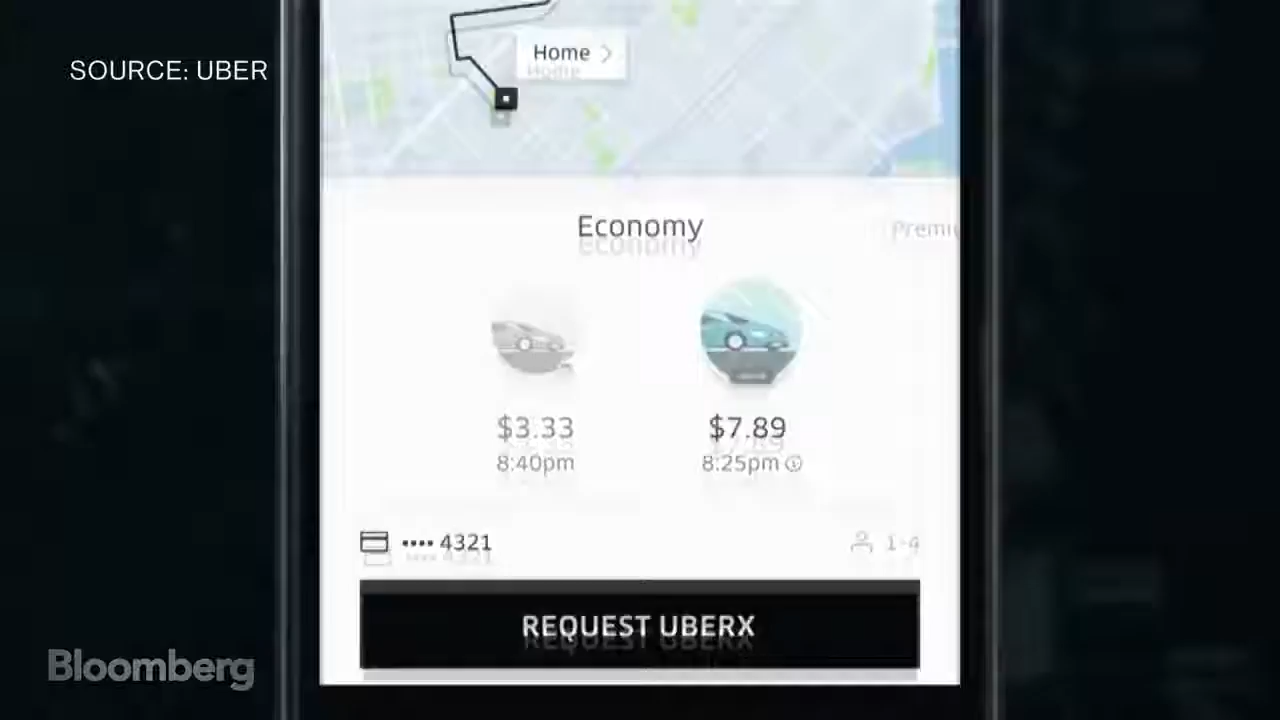 SOURCE: UBER
Home
Economy
Premi
$3.33
$7.89
8:40pm
8:25pm
•••• 4321
1-4
REQUEST UBERX
Bloomberg